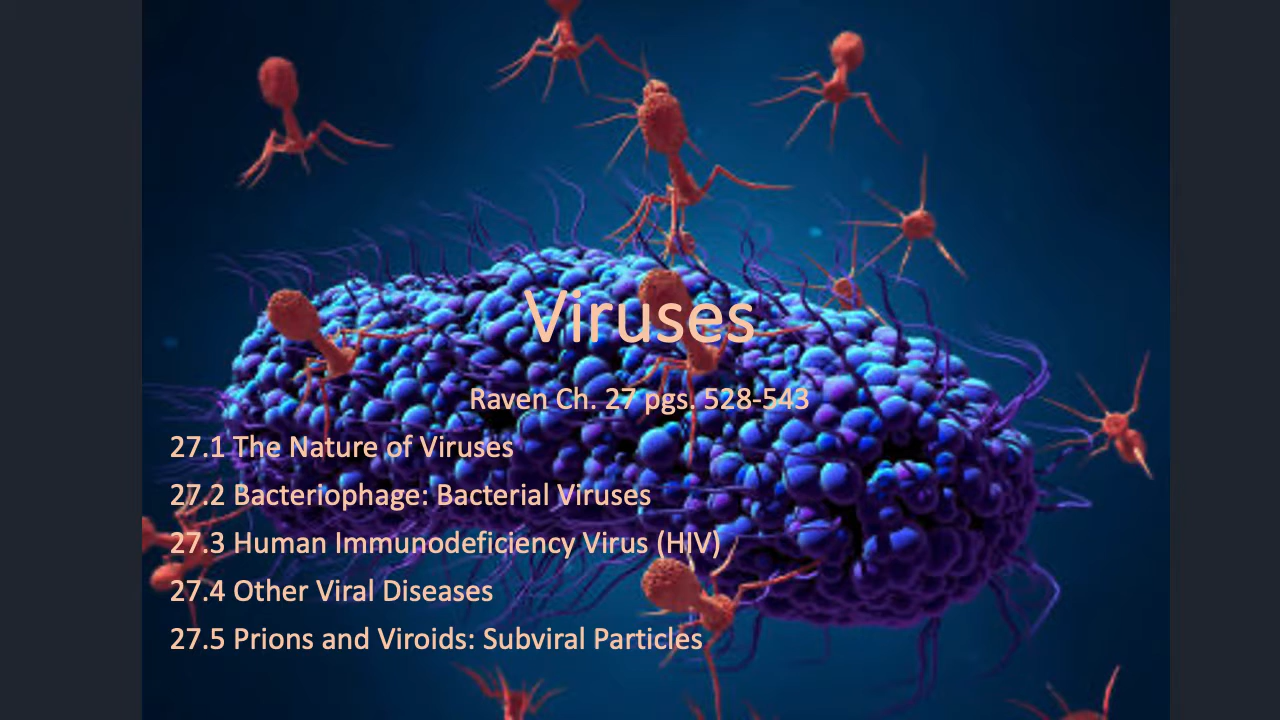 Viruses
Raven Ch. 27 pgs. 528-543
27.1 The Nature of Viruses
27.2 Bacteriophage: Bacterial Viruses
27.3 Human Immunodeficiency Virus (HIV)
27.4 Other Viral Diseases
27.5 Prions and Viroids: Subviral Particles